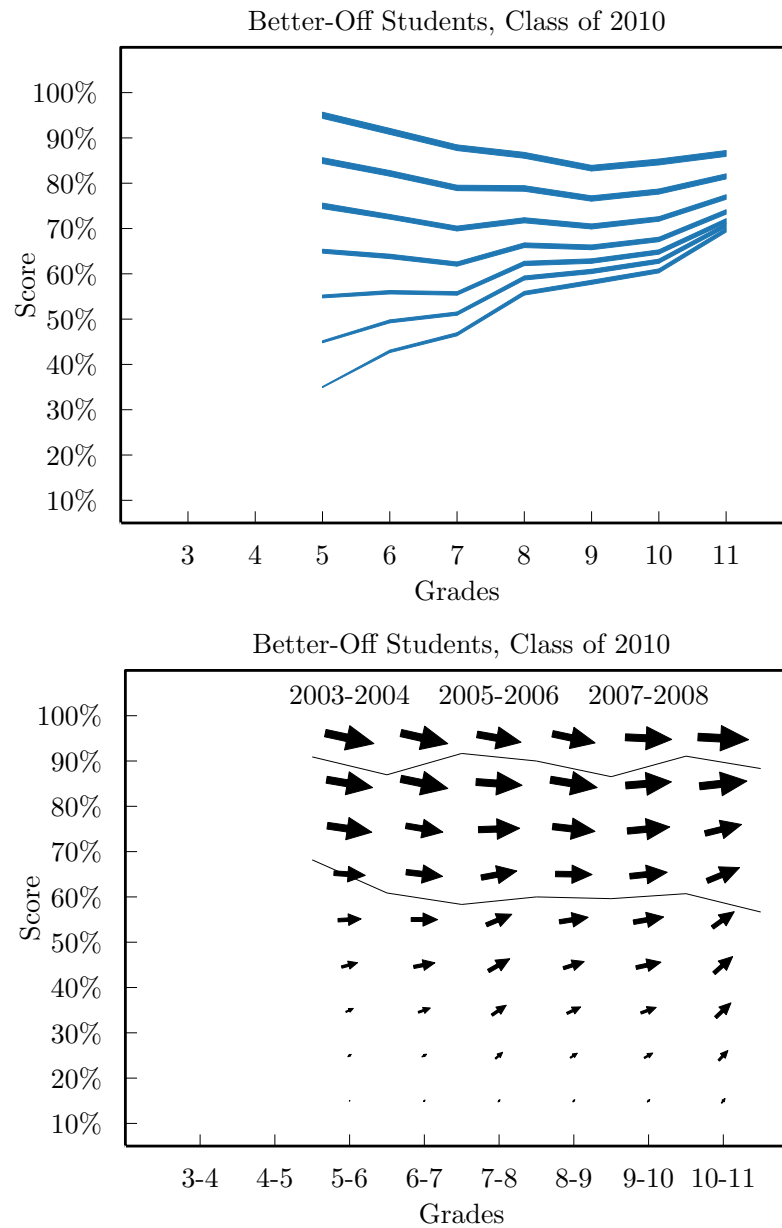 Better-Off Students, Class of 2010
100%
90%
80%
70%
60%
50%
40%
30%
20%
10%
Score
3 4 5 6 7 8 9 10 11
Grades
Better-Off Students, Class of 2010
2003-2004 2005-2006 2007-2008
100%
90%
80%
70%
60%
50%
40%
30%
20%
10%
Score
3-4 4-5 5-6 6-7 7-8 8-9 9-10 10-11
Grades